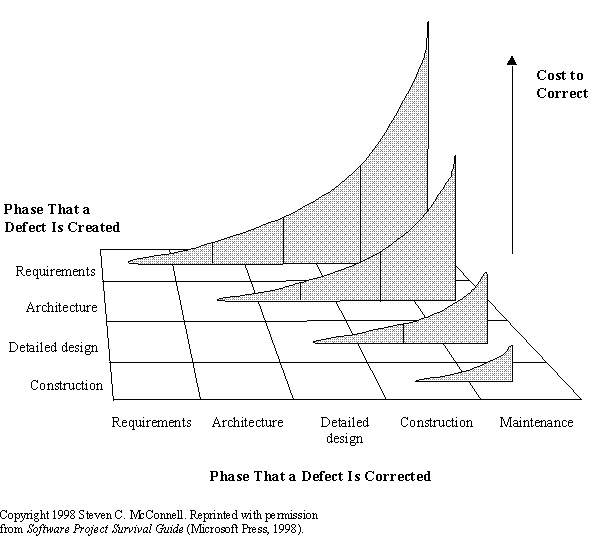 Cost to
Correct
Phase That a
Defect Is Created
Requirements
Architecture
Detailed design
Construction
Requirements
Architecture
Detailed
design
Construction
Maintenance
Phase That a Defect Is Corrected
Copyright 1998 Steven C. McConnell. Reprinted with permission
from Software Project Survival Guide (Microsoft Press, 1998).